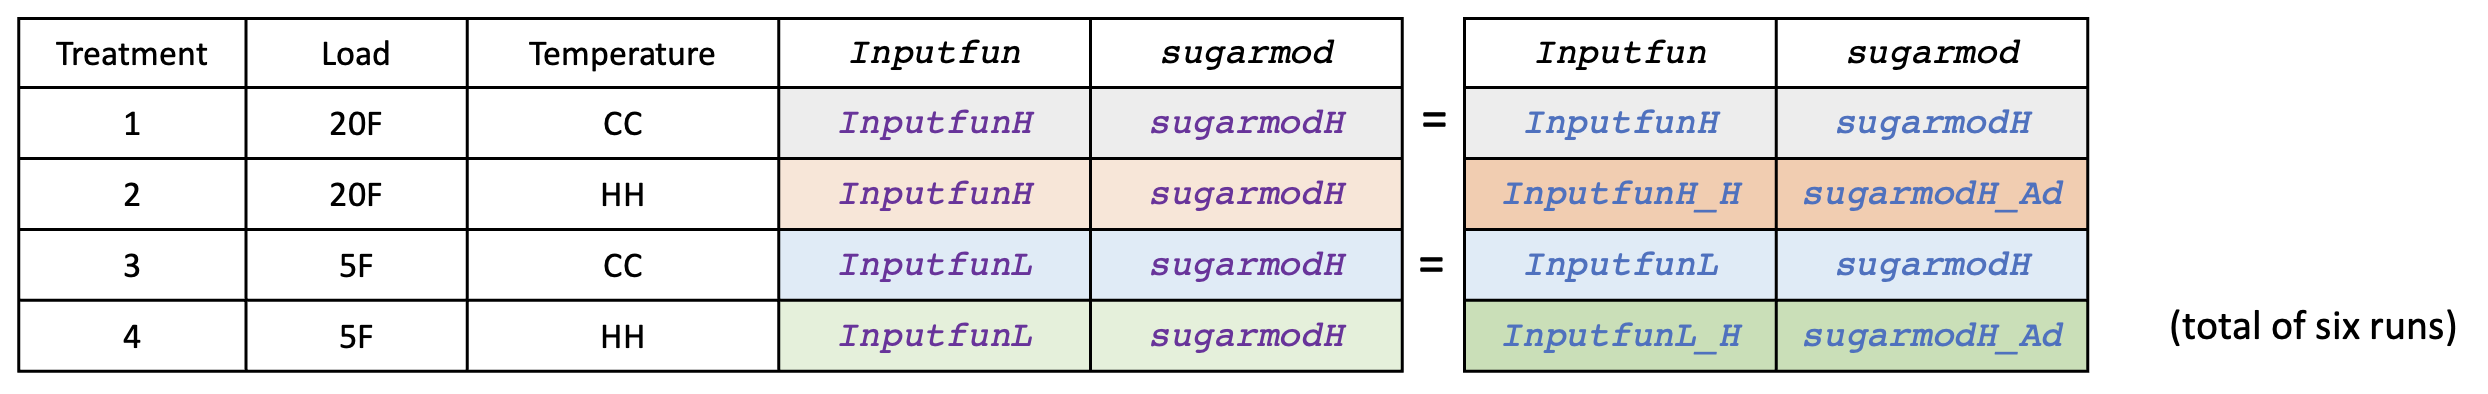 Treatment Load Temperature Inputfun sugarmod Inputfun sugarmod
1 20F CC InputfunH sugarmodH = InputfunH sugarmodH
2 20F HH InputfunH sugarmodH InputfunH_H sugarmodH_Ad
3 5F CC InputfunL sugarmodH = InputfunL sugarmodH
4 5F HH InputfunL sugarmodH InputfunL_H sugarmodH_Ad (total of six runs)